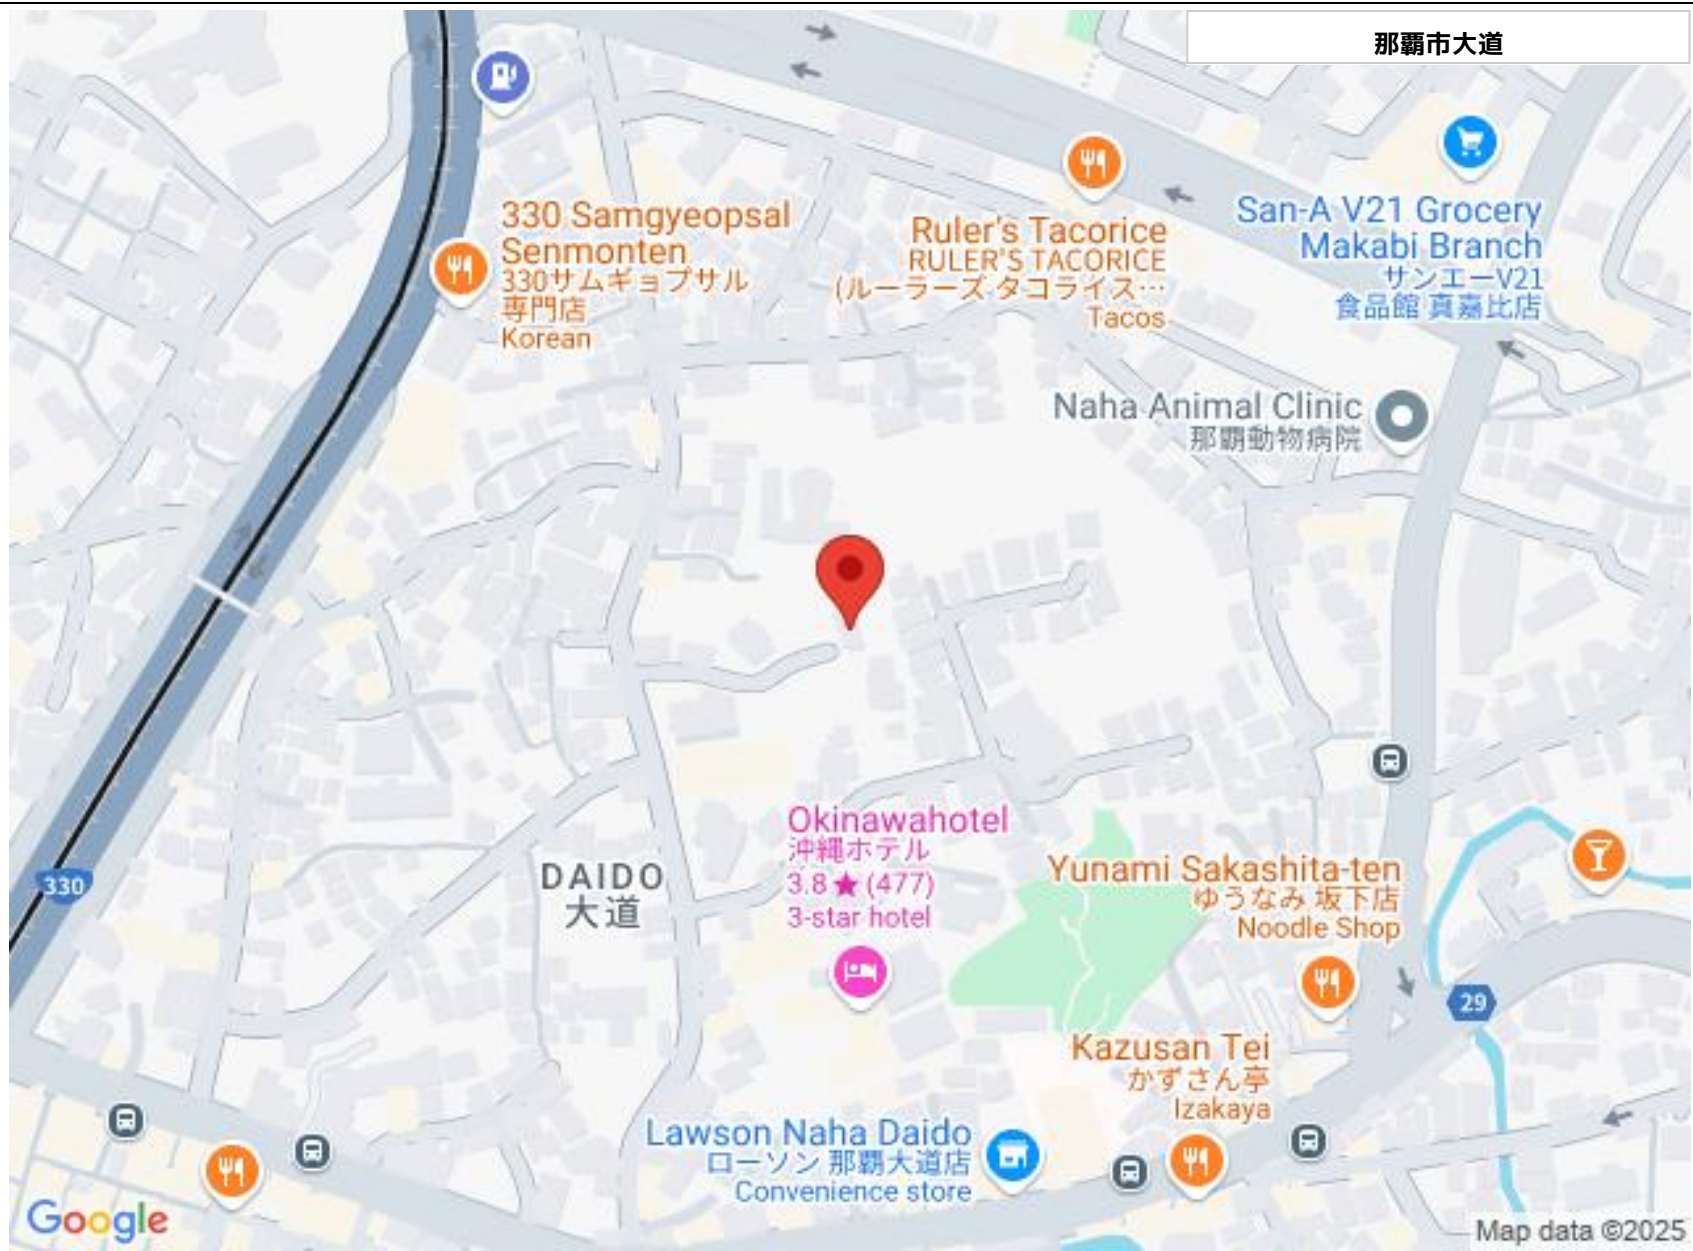 那覇市大道
330 Samgyeopsal
Senmonten
330サムギョプサル
専門店
Korean
Ruler's Tacorice
RULER'S TACORICE
(ルーラーズ タコライス…
Tacos
San-A V21 Grocery
Makabi Branch
サンエーV21
食品館 真嘉比店
Naha Animal Clinic
那覇動物病院
Okinawahotel
沖縄ホテル
3.8★ (477)
3-star hotel
DAIDO
大道
330
Yunami Sakashita-ten
ゆうなみ 坂下店
Noodle Shop
29
Kazusan Tei
かずさん亭
Izakaya
Lawson Naha Daido
ローソン 那覇大道店
Convenience store
Google
Map data ©2025